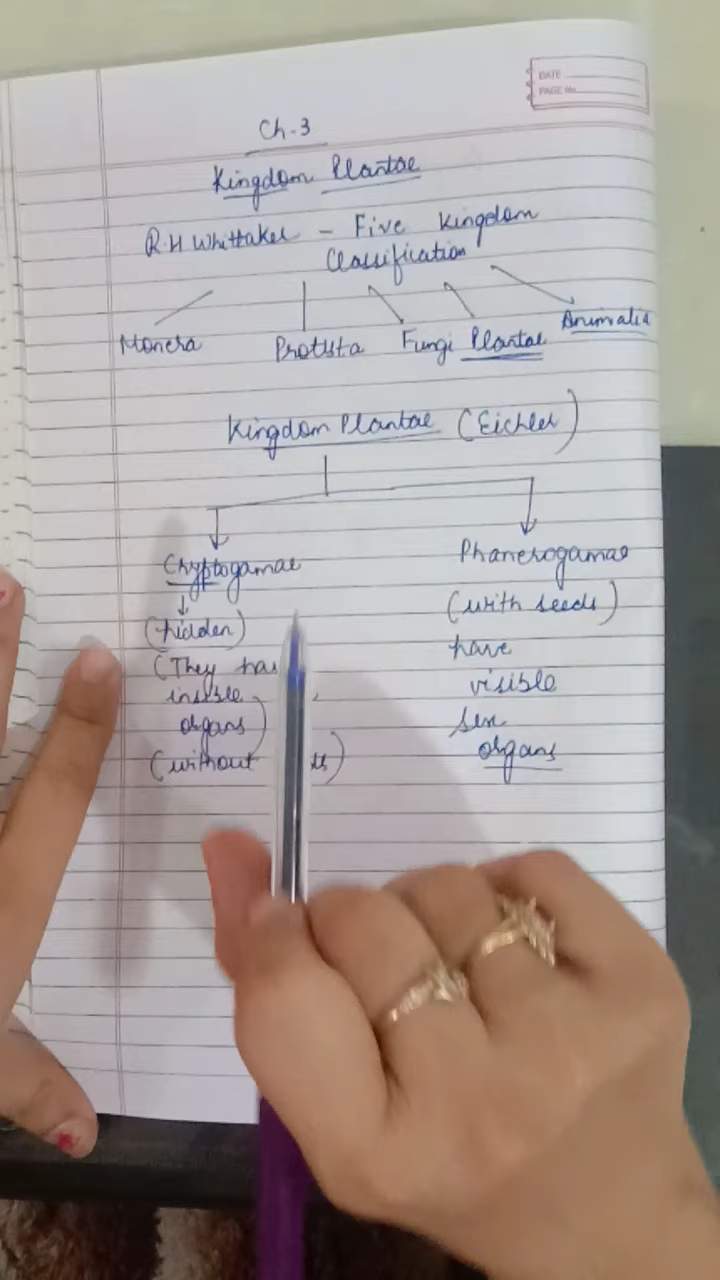 DATE
PAGE No.
Ch-3
Kingdom Plantae
R.H Whittaker - Five Kingdom
Classification
Monera Protista Fungi Plantae Animalia
Kingdom Plantae (Eichler)
Cryptogamae Phanerogamae
(hidden) (with seeds)
(They have
have visible
organs) sex
(without organs